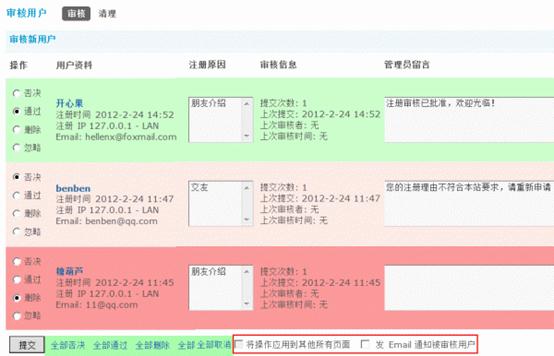 审核用户 审核 清理
审核新用户
操作 用户资料 注册原因 审核信息 管理员留言
否决
通过
删除
忽略
开心果
注册时间 2012-2-24 14:52
注册 IP 127.0.0.1 - LAN
Email: hellenx@foxmail.com
朋友介绍
提交次数: 1
上次提交: 2012-2-24 14:52
上次审核者: 无
上次审核时间: 无
注册审核已批准，欢迎光临!
否决
通过
删除
忽略
benben
注册时间 2012-2-24 11:47
注册 IP 127.0.0.1 - LAN
Email: benben@qq.com
交友
提交次数: 1
上次提交: 2012-2-24 11:47
上次审核者: 无
上次审核时间: 无
您的注册理由不符合本站要求，请重新申请
否决
通过
删除
忽略
糖葫芦
注册时间 2012-2-24 11:45
注册 IP 127.0.0.1 - LAN
Email: 11@qq.com
朋友介绍
提交次数: 1
上次提交: 2012-2-24 11:45
上次审核者: 无
上次审核时间: 无
提交 全部否决 全部通过 全部删除 全部 全部取消 将操作应用到其他所有页面 发 Email 通知被审核用户